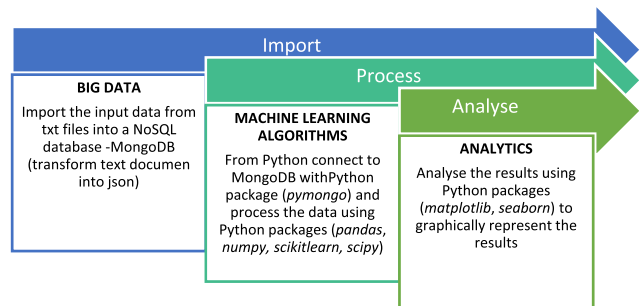 Import
BIG DATA
Import the input data from
txt files into a NoSQL
database -MongoDB
(transform text documen
into json)
Process
MACHINE LEARNING
ALGORITHMS
From Python connect to
MongoDB withPython
package (pymongo) and
process the data using
Python packages (pandas,
numpy, scikitlearn, scipy)
Analyse
ANALYTICS
Analyse the results using
Python packages
(matplotlib, seaborn) to
graphically represent the
results